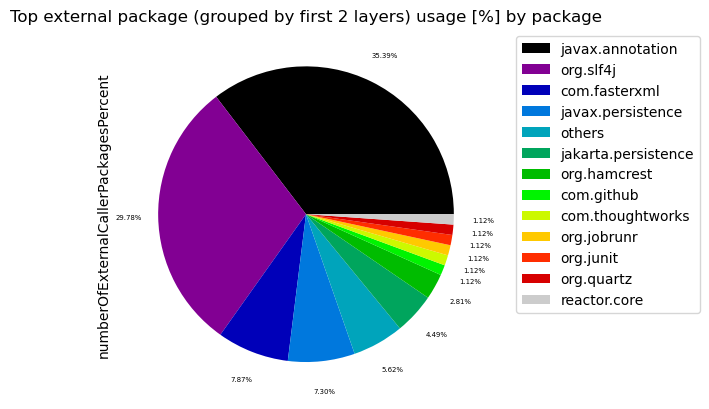 Top external package (grouped by first 2 layers) usage [%] by package
numberOfExternalCallerPackagesPercent
35.39%
29.78%
7.87%
7.30%
5.62%
4.49%
2.81%
1.12%
1.12%
1.12%
1.12%
1.12%
1.12%
javax.annotation
org.slf4j
com.fasterxml
javax.persistence
others
jakarta.persistence
org.hamcrest
com.github
com.thoughtworks
org.jobrunr
org.junit
org.quartz
reactor.core